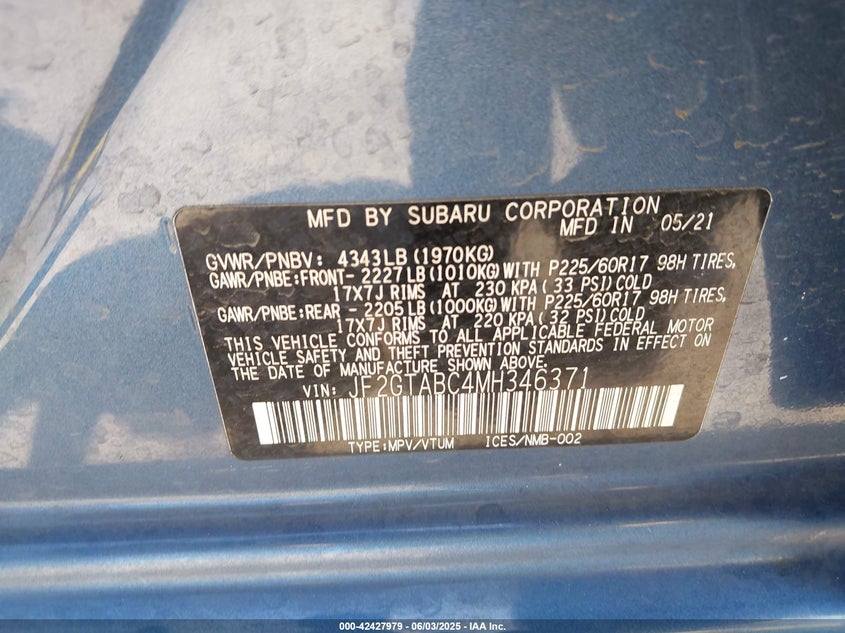 MFD BY SUBARU CORPORATION
MFD IN 05/21
GVWR/PNBV: 4343LB (1970KG)
GAWR/PNBE:FRONT- 2227LB(1010KG)WITH P225/60R17 98H TIRES,
17X7J RIMS AT 230 KPA( 33 PSI)COLD
GAWR/PNBE:REAR - 2205LB(1000KG)WITH P225/60R17 98H TIRES,
17X7J RIMS AT 220 KPA( 32 PSI)COLD
THIS VEHICLE CONFORMS TO ALL APPLICABLE FEDERAL MOTOR
VEHICLE SAFETY AND THEFT PREVENTION STANDARDS IN EFFECT ON
THE DATE OF MANUFACTURE SHOWN ABOVE.
VIN: JF2GTABC4MH346371
TYPE:MPV/VTUM ICES/NMB-002
000-42427979 - 06/03/2025 - IAA Inc.